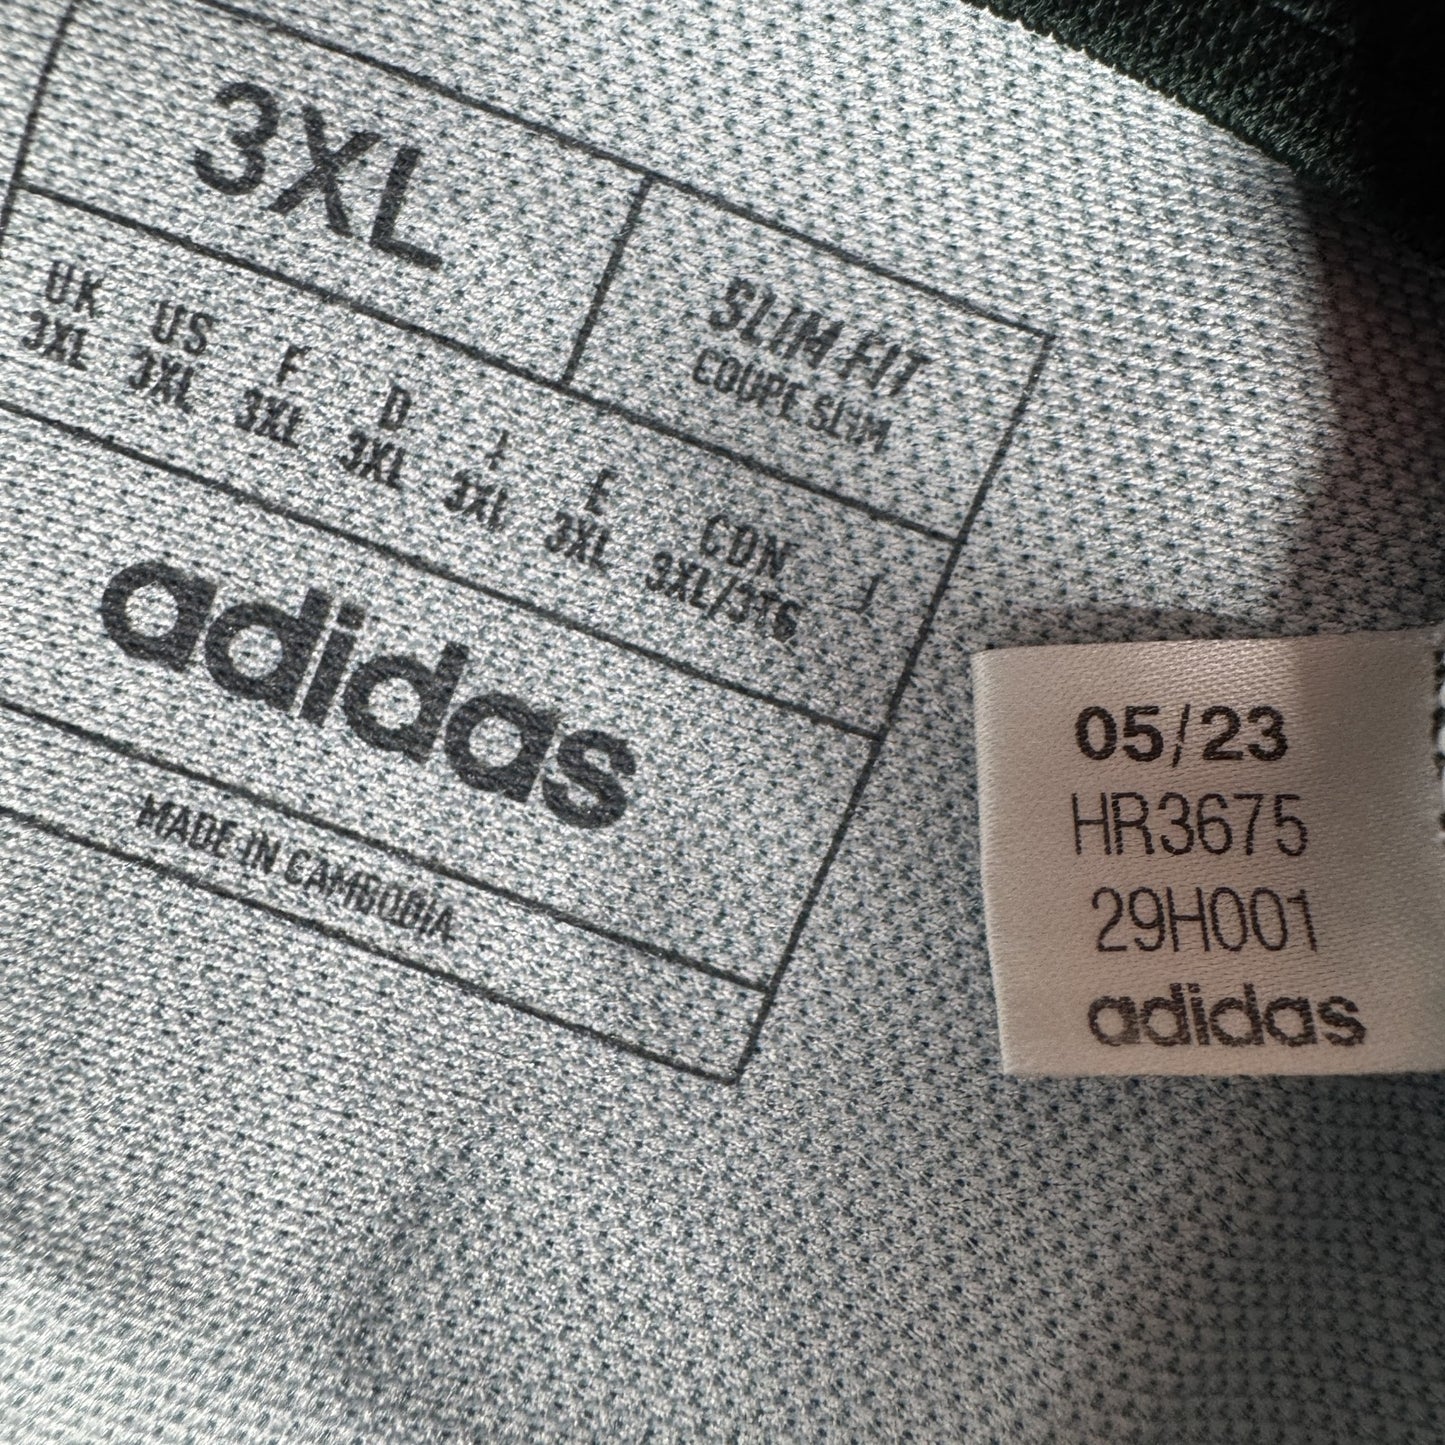 3XL
SLIM FIT
COUPE SLIM
UK US F D I E CDN J
3XL 3XL 3XL 3XL 3XL 3XL 3XL/3TG
adidas
MADE IN CAMBODIA
05/23
HR3675
29H001
adidas